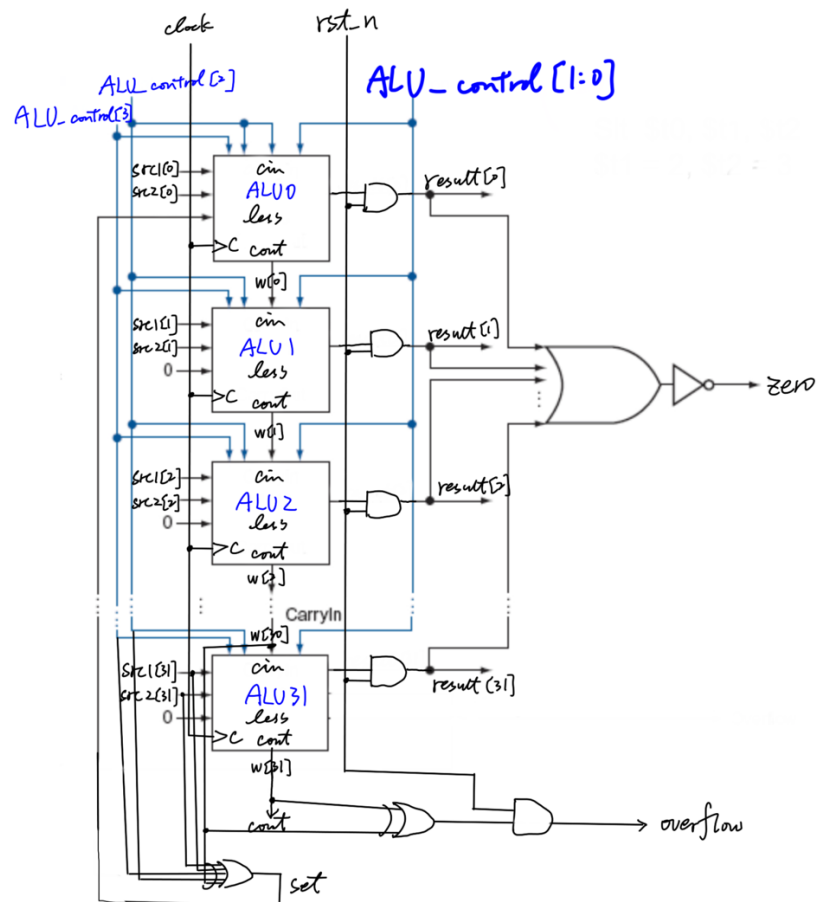 clock
rst_n
ALU_control[2]
ALU_control[1:0]
ALU_control[3]
src1[0]
src2[0]
cin
ALU0
less
C cout
result[0]
w[0]
src1[1]
src2[1]
0
cin
ALU1
less
C cout
result[1]
w[1]
zero
src1[2]
src2[2]
0
cin
ALU2
less
C cout
result[2]
w[2]
CarryIn
w[30]
src1[31]
src2[31]
0
cin
ALU31
less
C cout
result[31]
w[31]
cout
overflow
set